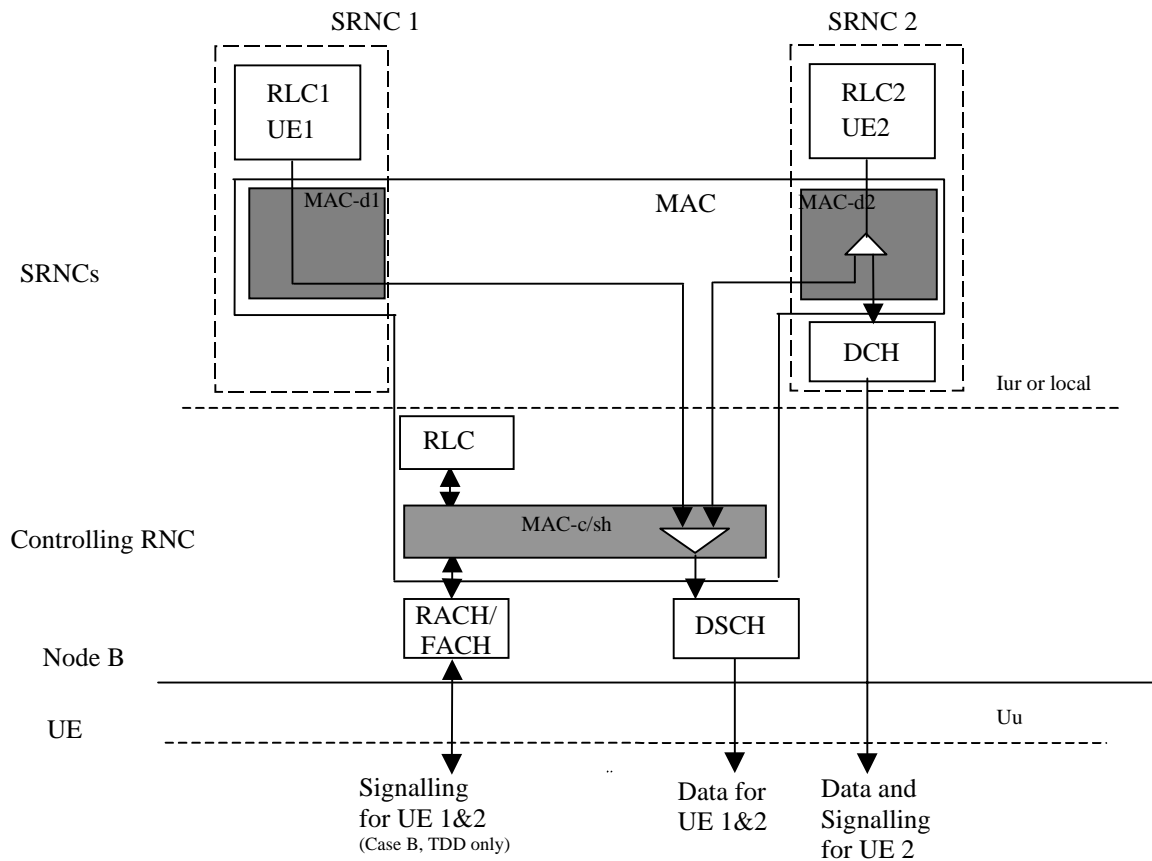 SRNC 1
SRNC 2
RLC1
UE1
RLC2
UE2
MAC-d1
MAC
MAC-d2
SRNCs
DCH
Iur or local
RLC
MAC-c/sh
Controlling RNC
RACH/
FACH
DSCH
Node B
UE
Uu
..
Signalling
for UE 1&2
(Case B, TDD only)
Data for
UE 1&2
Data and
Signalling
for UE 2